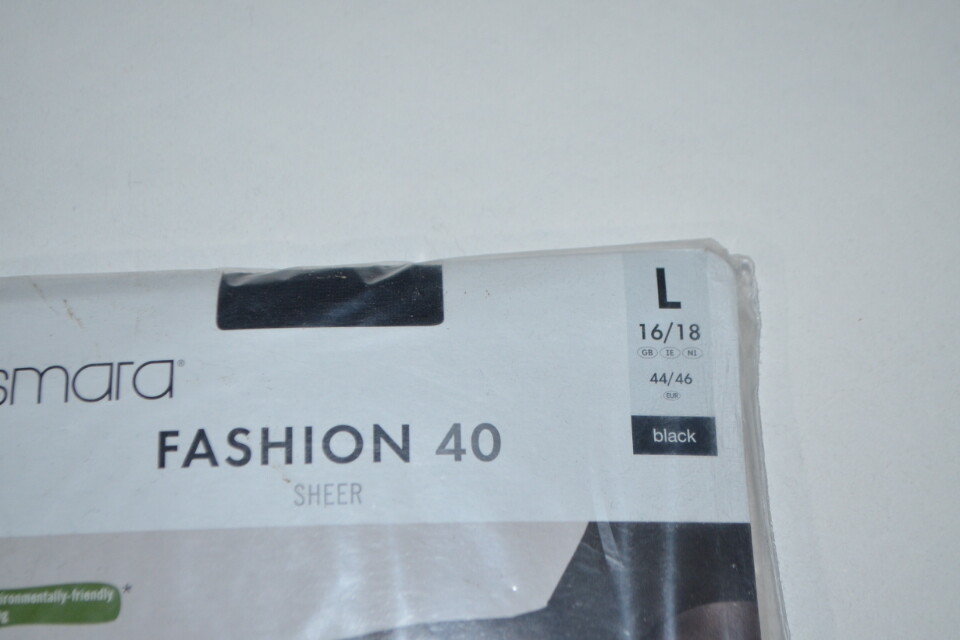 smara®
FASHION 40
SHEER
L
16/18
GB IE NI
44/46
EUR
black
ironmentally-friendly
g
*